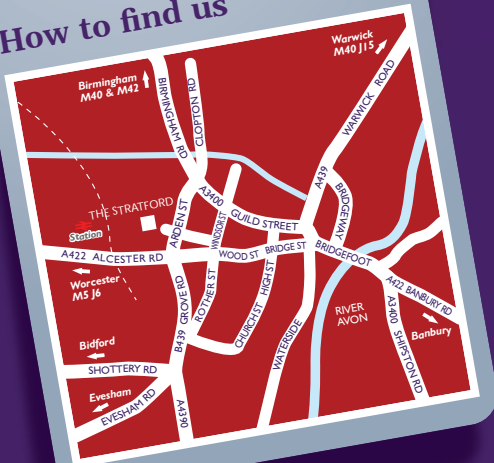 How to find us
Warwick
M40 J15
Birmingham
M40 & M42
BIRMINGHAM RD
CLOPTON RD
WARWICK ROAD
A439
A3400
GUILD STREET
BRIDGEWAY
THE STRATFORD
Station
ARDEN ST
WINDSOR ST
A422 ALCESTER RD
WOOD ST
BRIDGE ST
BRIDGEFOOT
Worcester
M5 J6
B439 GROVE RD
ROTHER ST
CHURCH ST
HIGH ST
WATERSIDE
RIVER
AVON
A422 BANBURY RD
Banbury
A3400 SHIPSTON RD
Bidford
SHOTTERY RD
Evesham
EVESHAM RD
A4390